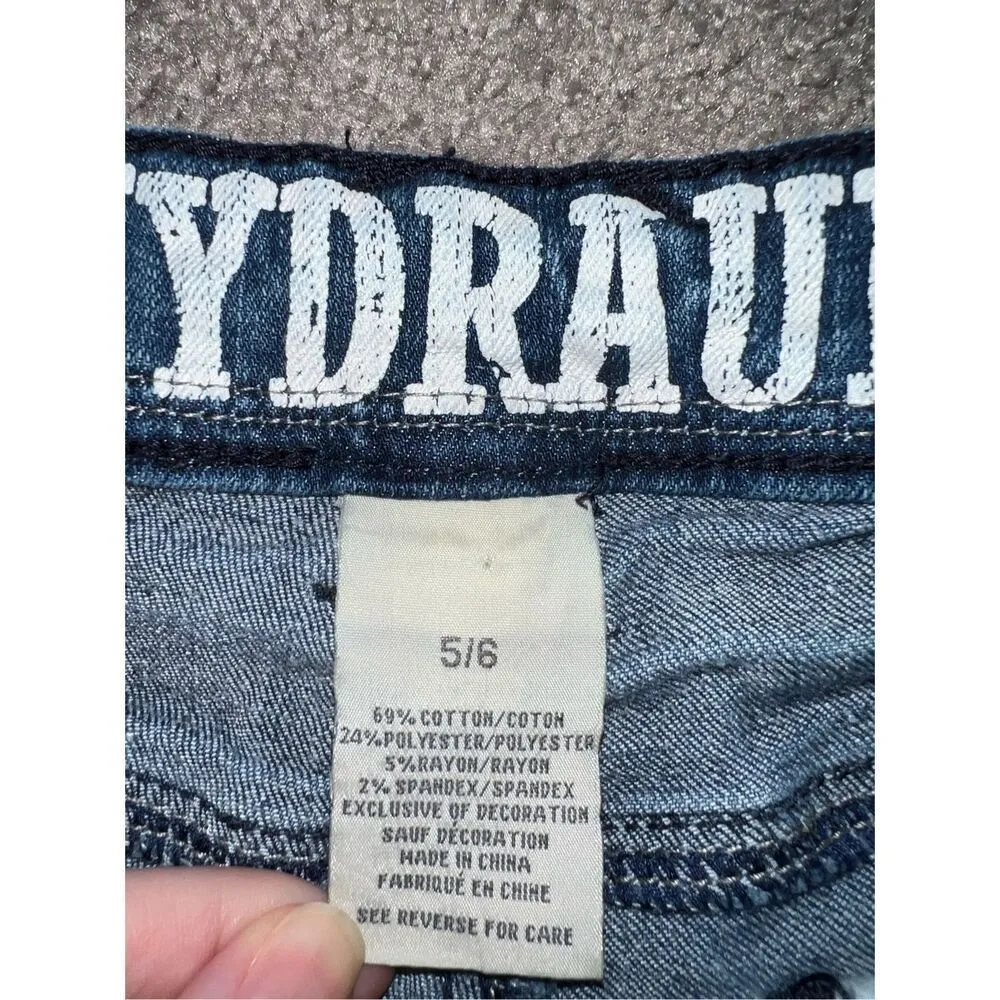 YDRAU
5/6
69% COTTON/COTON
24%POLYESTER/POLYESTER
5%RAYON/RAYON
2% SPANDEX/SPANDEX
EXCLUSIVE OF DECORATION
SAUF DÉCORATION
MADE IN CHINA
FABRIQUÉ EN CHINE
SEE REVERSE FOR CARE